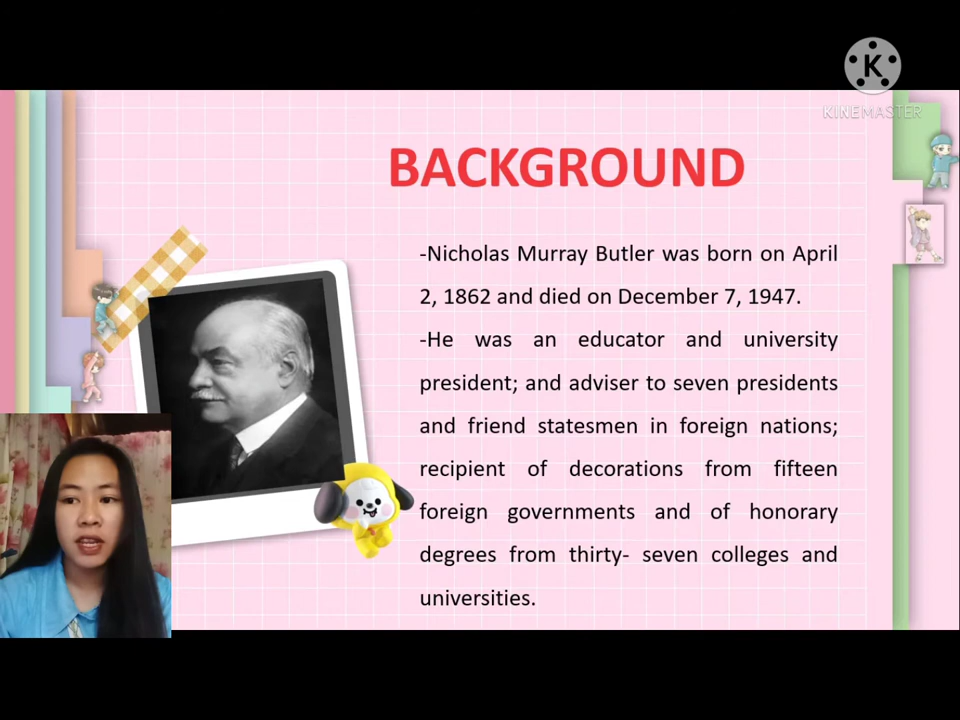 K
KINEMASTER
BACKGROUND
-Nicholas Murray Butler was born on April
2, 1862 and died on December 7, 1947.
-He was an educator and university
president; and adviser to seven presidents
and friend statesmen in foreign nations;
recipient of decorations from fifteen
foreign governments and of honorary
degrees from thirty- seven colleges and
universities.